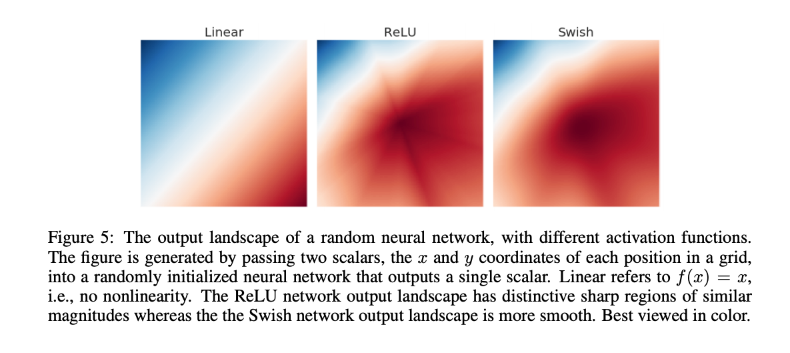 Linear
ReLU
Swish
Figure 5: The output landscape of a random neural network, with different activation functions.
The figure is generated by passing two scalars, the x and y coordinates of each position in a grid,
into a randomly initialized neural network that outputs a single scalar. Linear refers to f(x) = x,
i.e., no nonlinearity. The ReLU network output landscape has distinctive sharp regions of similar
magnitudes whereas the the Swish network output landscape is more smooth. Best viewed in color.